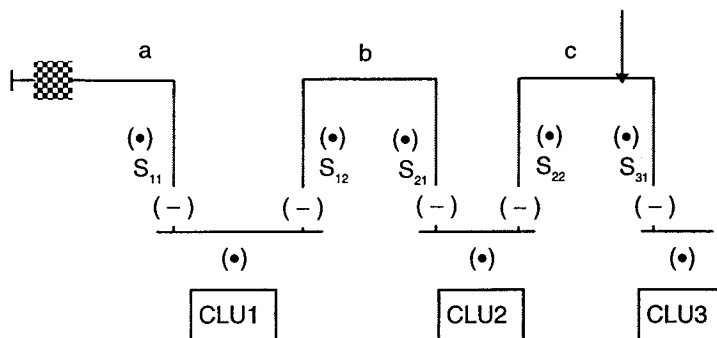 a b c
(•) (•) (•) (•) (•)
S₁₁ S₁₂ S₂₁ S₂₂ S₃₁
(−) (−) (−) (−) (−)
(•) (•) (•)
CLU1 CLU2 CLU3